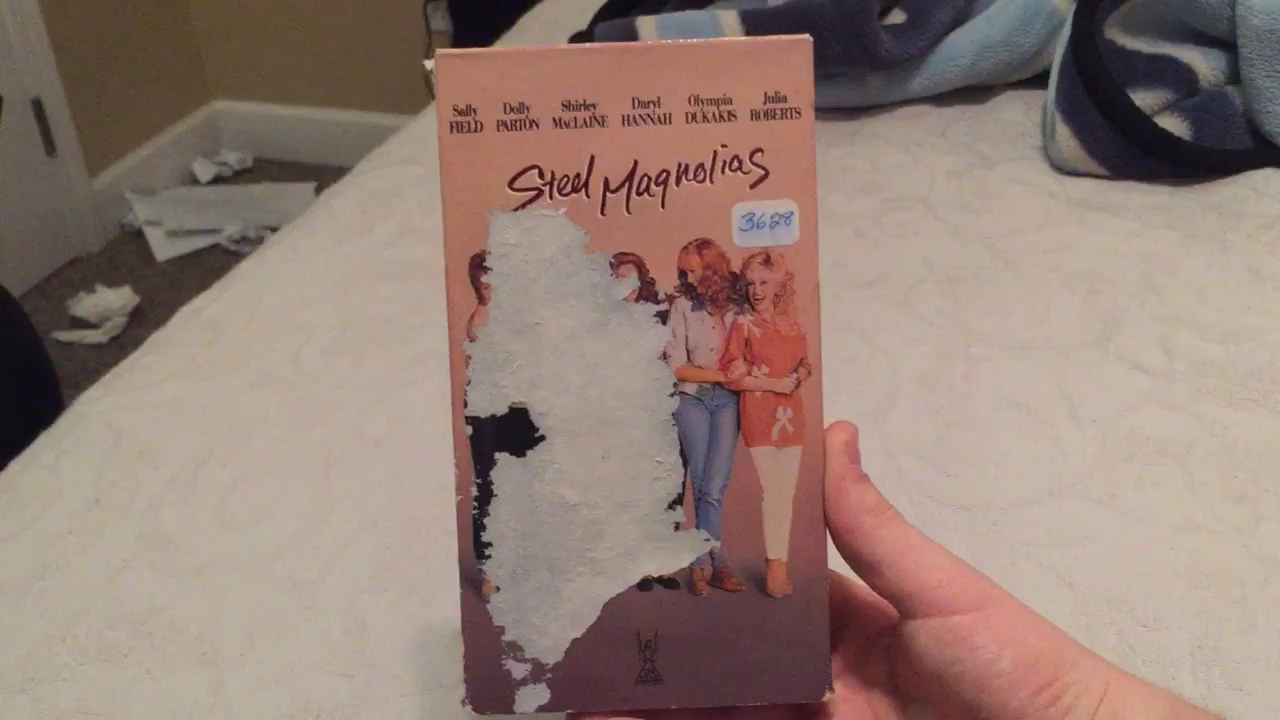 Sally Dolly Shirley Daryl Olympia Julia
FIELD PARTON MACLAINE HANNAH DUKAKIS ROBERTS
Steel Magnolias
3628